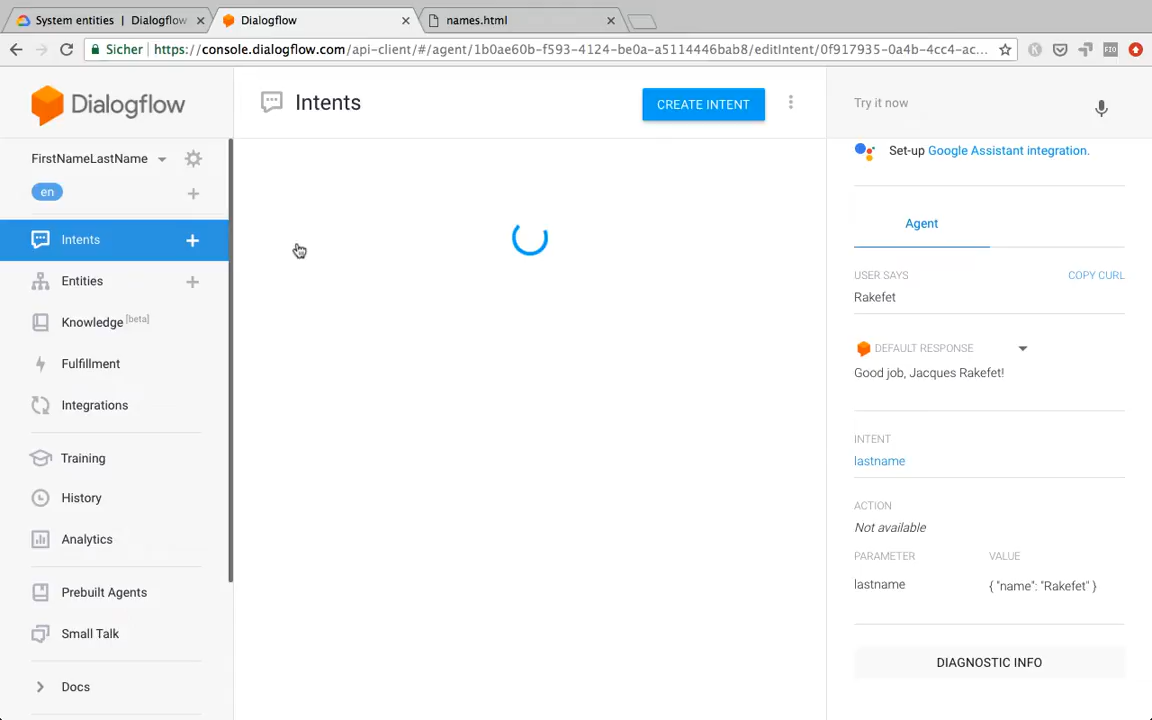 System entities | Dialogflow
Dialogflow
names.html
Sicher
https://console.dialogflow.com/api-client/#/agent/1b0ae60b-f593-4124-be0a-a5114446bab8/editIntent/0f917935-0a4b-4cc4-ac...
FIO
Dialogflow
FirstNameLastName
en
Intents
Entities
Knowledge [beta]
Fulfillment
Integrations
Training
History
Analytics
Prebuilt Agents
Small Talk
Docs
Intents
CREATE INTENT
Try it now
Set-up Google Assistant integration.
Agent
USER SAYS
COPY CURL
Rakefet
DEFAULT RESPONSE
Good job, Jacques Rakefet!
INTENT
lastname
ACTION
Not available
PARAMETER
VALUE
lastname
{ "name": "Rakefet" }
DIAGNOSTIC INFO